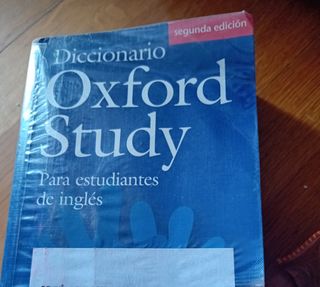 segunda edición
Diccionario
Oxford
Study
Para estudiantes
de inglés